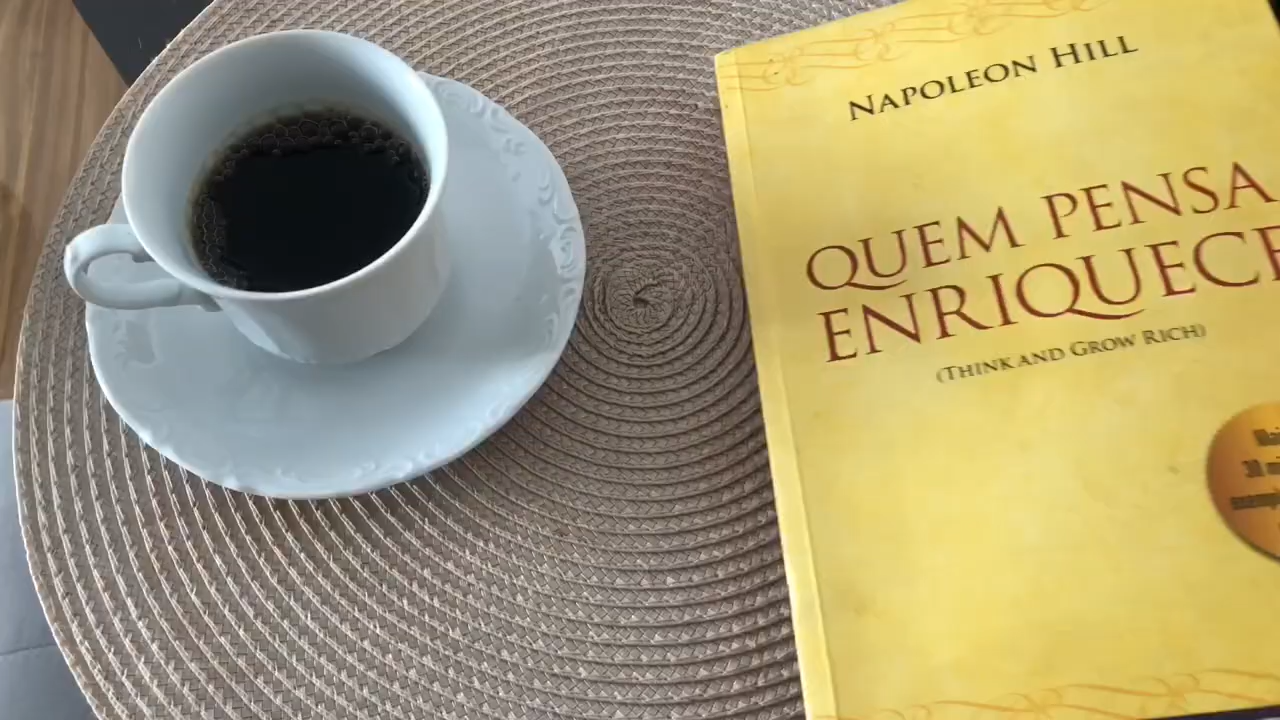 NAPOLEON HILL
QUEM PENSA
ENRIQUECE
(THINK AND GROW RICH)